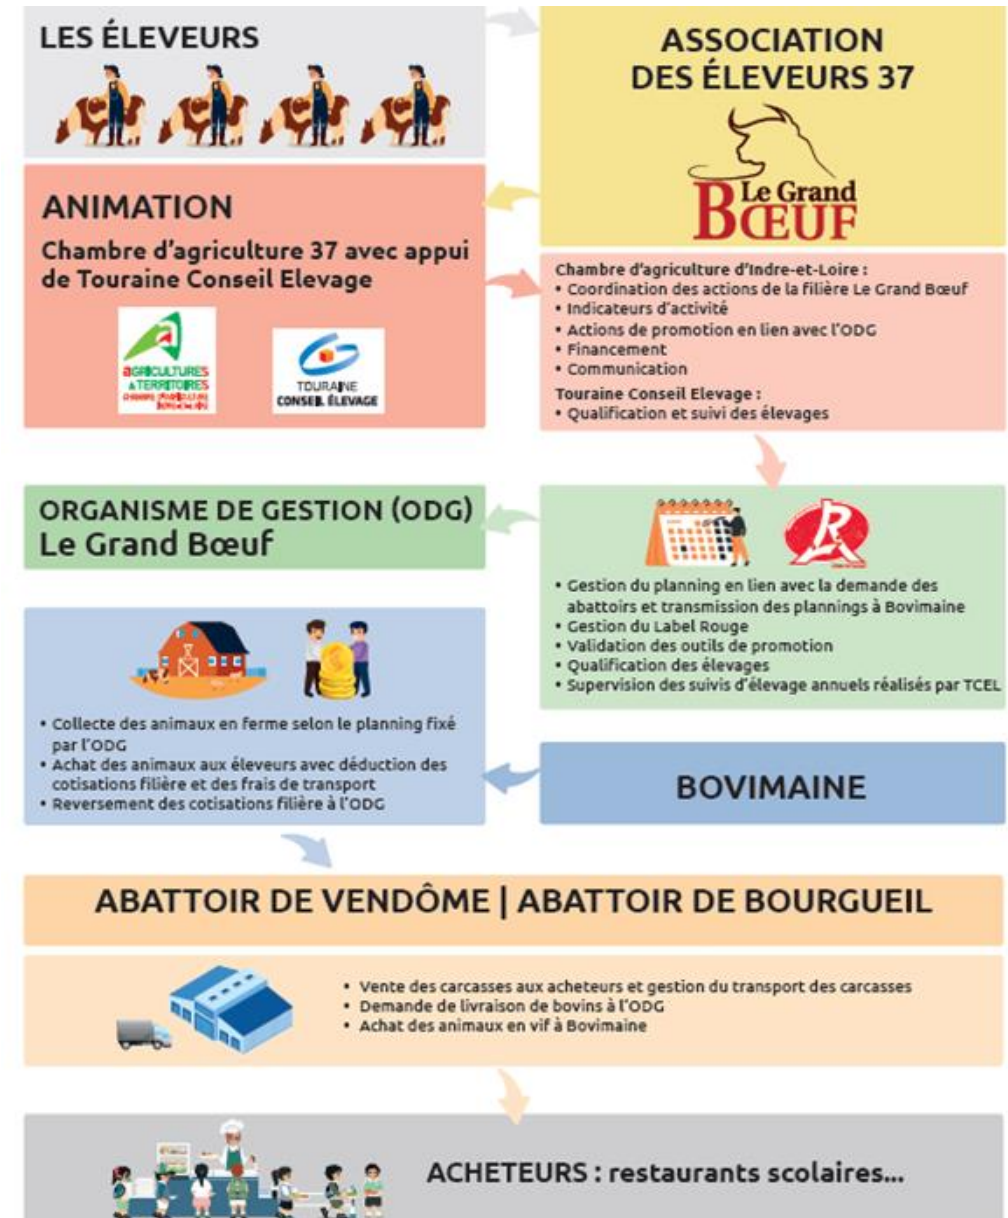 LES ÉLEVEURS
ASSOCIATION
DES ÉLEVEURS 37
Le Grand
BŒUF
ANIMATION
Chambre d'agriculture 37 avec appui
de Touraine Conseil Elevage
AGRICULTURES
& TERRITOIRES
TOURAINE
CONSEIL ÉLEVAGE
Chambre d'agriculture d'Indre-et-Loire :
• Coordination des actions de la filière Le Grand Bœuf
• Indicateurs d'activité
• Actions de promotion en lien avec l'ODG
• Financement
• Communication
Touraine Conseil Elevage :
• Qualification et suivi des élevages
ORGANISME DE GESTION (ODG)
Le Grand Bœuf
• Gestion du planning en lien avec la demande des
abattoirs et transmission des plannings à Bovimaine
• Gestion du Label Rouge
• Validation des outils de promotion
• Qualification des élevages
• Supervision des suivis d'élevage annuels réalisés par TCEL
• Collecte des animaux en ferme selon le planning fixé
par l'ODG
• Achat des animaux aux éleveurs avec déduction des
cotisations filière et des frais de transport
• Reversement des cotisations filière à l'ODG
BOVIMAINE
ABATTOIR DE VENDÔME | ABATTOIR DE BOURGUEIL
• Vente des carcasses aux acheteurs et gestion du transport des carcasses
• Demande de livraison de bovins à l'ODG
• Achat des animaux en vif à Bovimaine
ACHETEURS : restaurants scolaires...